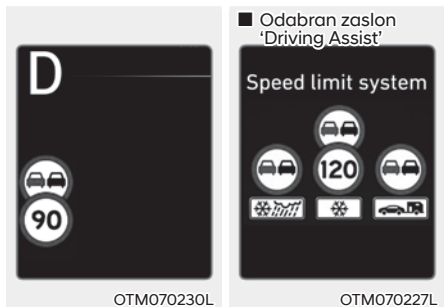 D
90
OTM070230L
■ Odabran zaslon
‘Driving Assist’
Speed limit system
120
OTM070227L